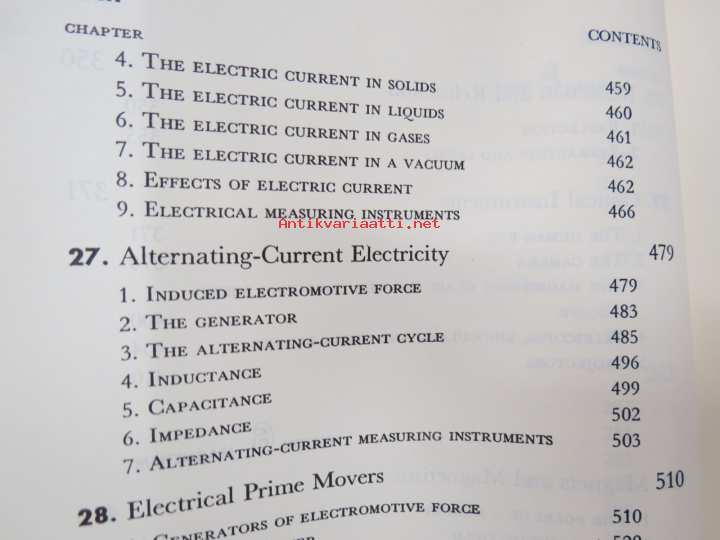 CHAPTER CONTENTS
4. THE ELECTRIC CURRENT IN SOLIDS 459
5. THE ELECTRIC CURRENT IN LIQUIDS 460
6. THE ELECTRIC CURRENT IN GASES 461
7. THE ELECTRIC CURRENT IN A VACUUM 462
8. EFFECTS OF ELECTRIC CURRENT 462
9. ELECTRICAL MEASURING INSTRUMENTS 466
Antikvariaatti.net
27. Alternating-Current Electricity 479
1. INDUCED ELECTROMOTIVE FORCE 479
2. THE GENERATOR 483
3. THE ALTERNATING-CURRENT CYCLE 485
4. INDUCTANCE 496
5. CAPACITANCE 499
6. IMPEDANCE 502
7. ALTERNATING-CURRENT MEASURING INSTRUMENTS 503
28. Electrical Prime Movers 510
GENERATORS OF ELECTROMOTIVE FORCE 510